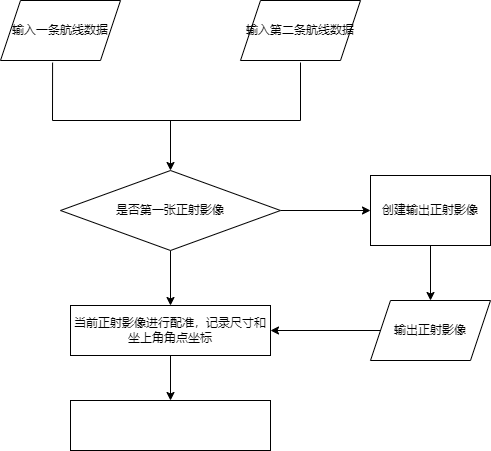 输入一条航线数据
输入第二条航线数据
是否第一张正射影像
创建输出正射影像
当前正射影像进行配准，记录尺寸和
坐上角角点坐标
输出正射影像